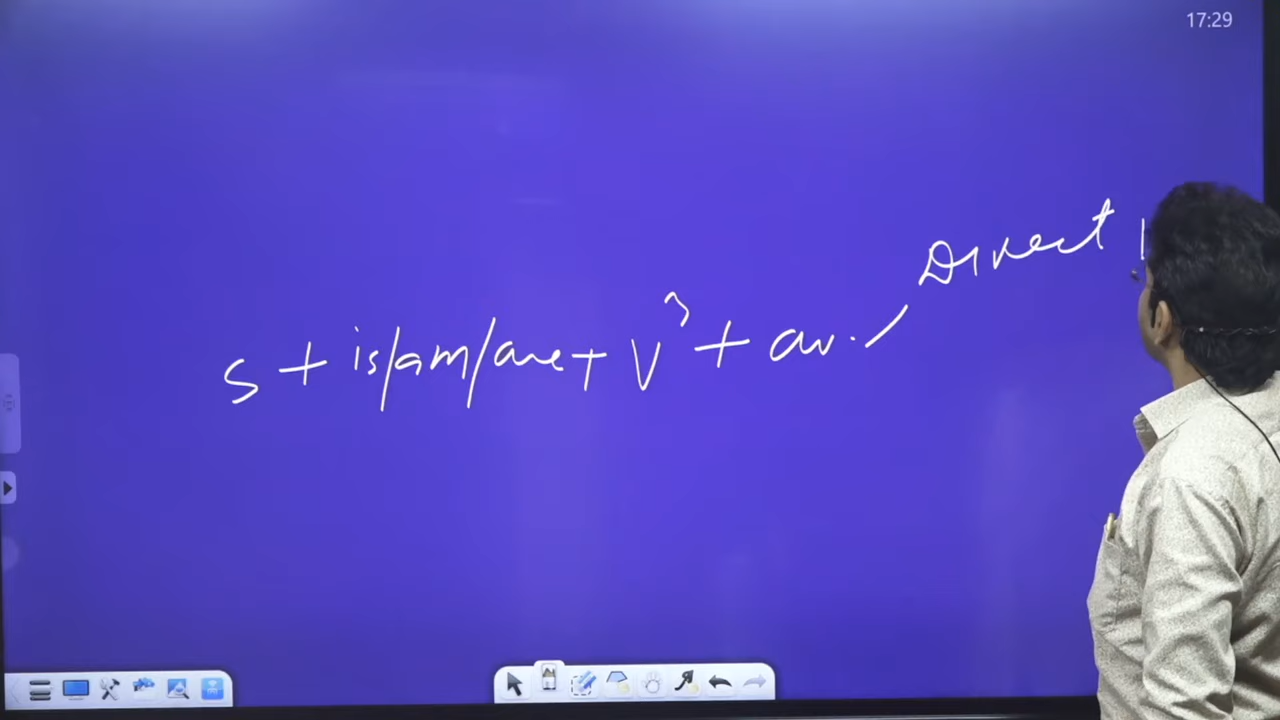 17:29
Direct
S + is/am/are + V³ + av.